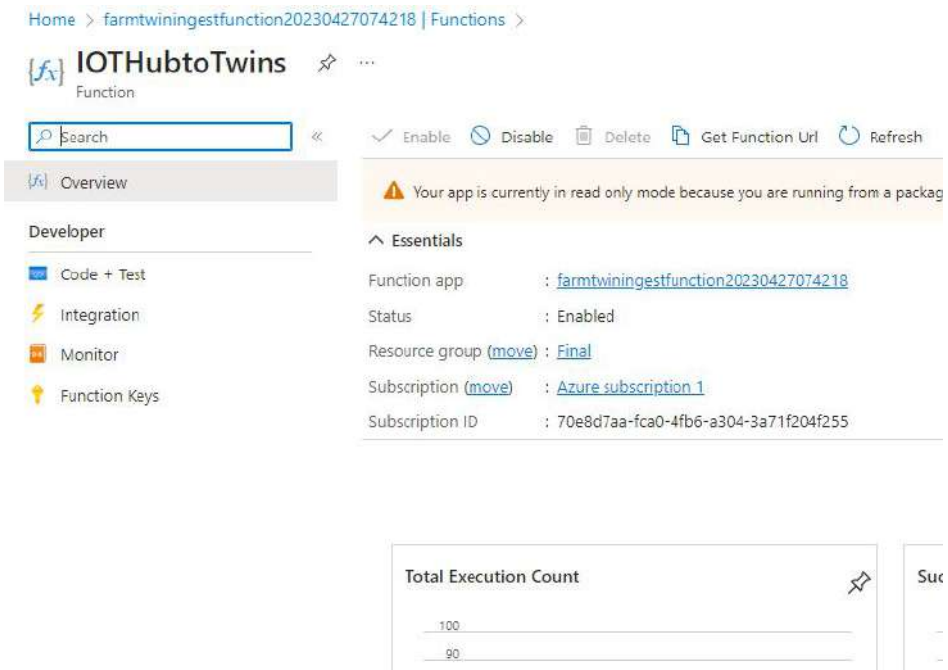 Home > farmtwiningestfunction20230427074218 | Functions >
{fx} IOTHubtoTwins ...
Function
Search «
Enable Disable Delete Get Function Url Refresh
{fx} Overview
Your app is currently in read only mode because you are running from a packag
Developer
Essentials
Code + Test
Function app : farmtwiningestfunction20230427074218
Integration
Status : Enabled
Monitor
Resource group (move) : Final
Function Keys
Subscription (move) : Azure subscription 1
Subscription ID : 70e8d7aa-fca0-4fb6-a304-3a71f204f255
Total Execution Count
Suc
100
90